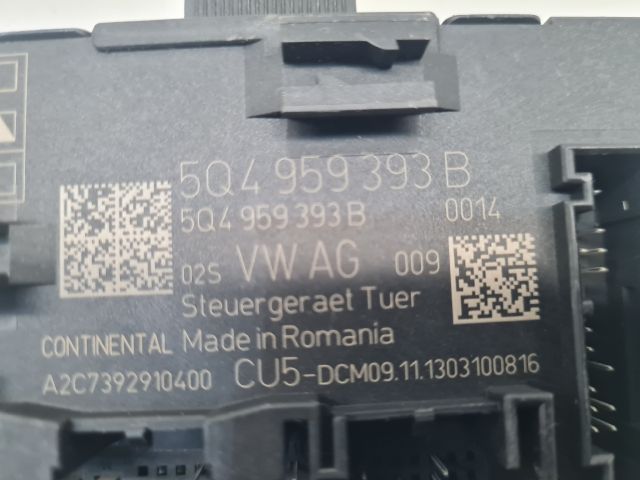 5Q4 959 393 B
5Q4 959 393 B 0014
02S VW AG 009
Steuergeraet Tuer
CONTINENTAL Made in Romania
A2C7392910400 CU5-DCM09.11.1303100816